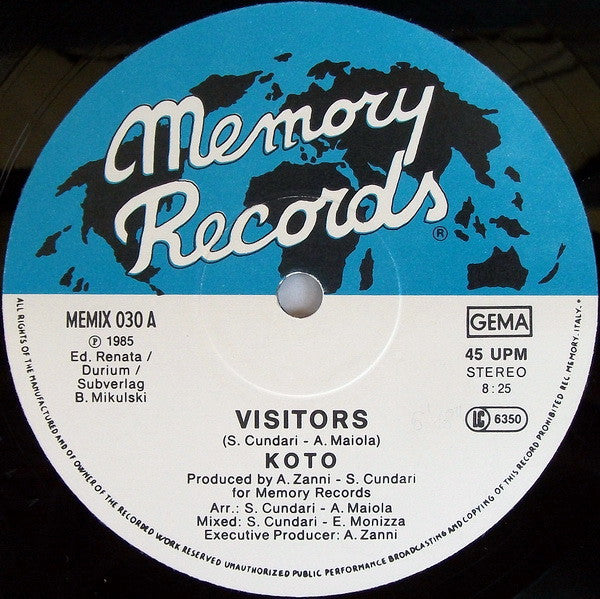 Memory
Records
®
MEMIX 030 A
℗ 1985
Ed. Renata /
Durium /
Subverlag
B. Mikulski
GEMA
45 UPM
STEREO
8:25
LC 6350
VISITORS
(S. Cundari - A. Maiola)
KOTO
Produced by A. Zanni - S. Cundari
for Memory Records
Arr.: S. Cundari - A. Maiola
Mixed: S. Cundari - E. Monizza
Executive Producer: A. Zanni
ALL RIGHTS OF THE MANUFACTURED AND OF OWNER OF THE RECORDED WORK RESERVED UNAUTHORIZED PUBLIC PERFORMANCE BROADCASTING AND COPYING OF THIS RECORD PROHIBITED REC. MEMORY. ITALY. •